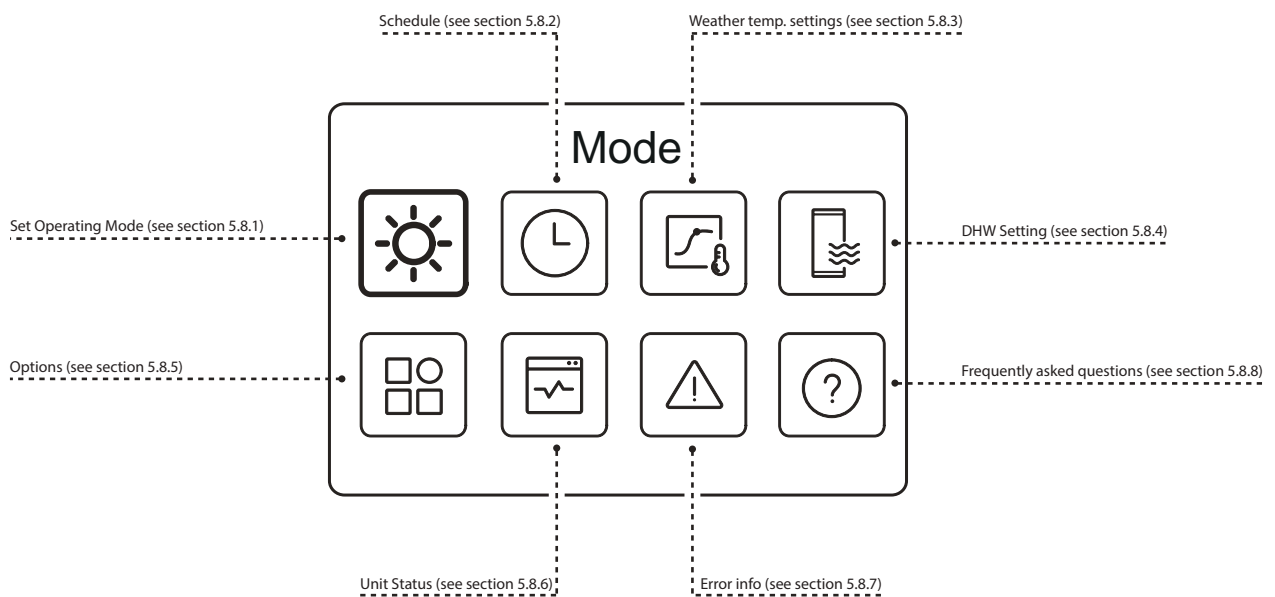 Schedule (see section 5.8.2)
Weather temp. settings (see section 5.8.3)
Mode
Set Operating Mode (see section 5.8.1)
DHW Setting (see section 5.8.4)
Options (see section 5.8.5)
Frequently asked questions (see section 5.8.8)
Unit Status (see section 5.8.6)
Error info (see section 5.8.7)